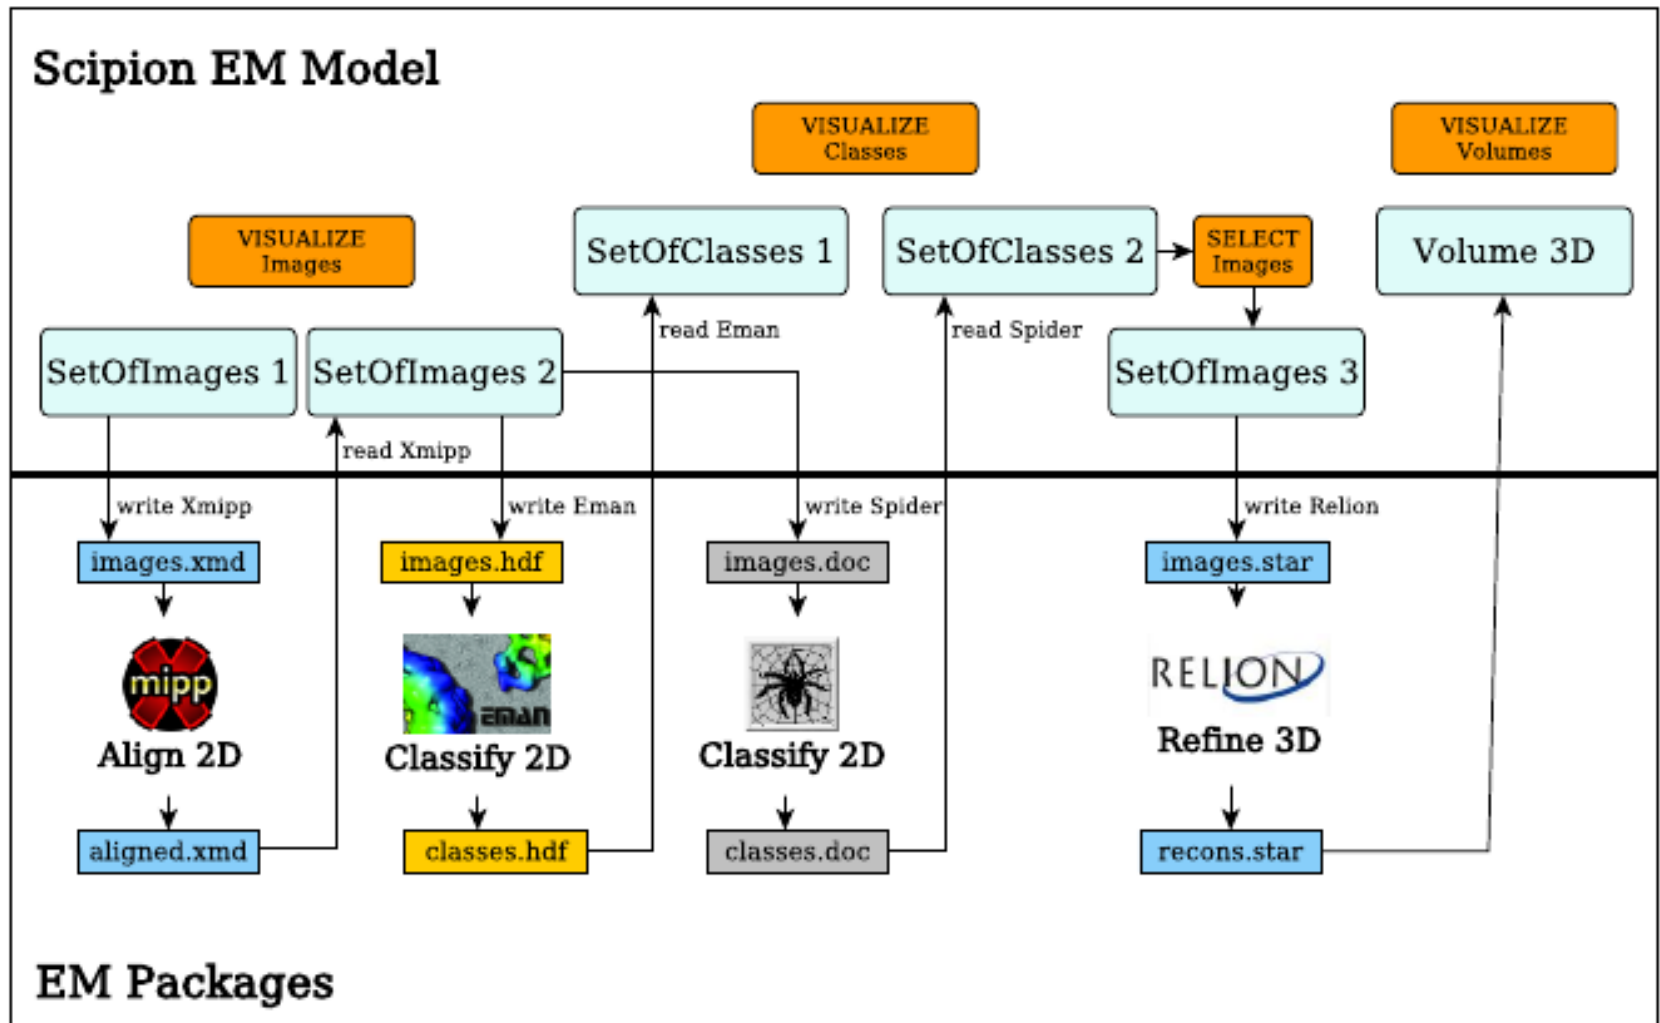 Scipion EM Model
VISUALIZE
Classes
VISUALIZE
Volumes
VISUALIZE
Images
SetOfClasses 1
SetOfClasses 2
SELECT
Images
Volume 3D
read Eman
read Spider
SetOfImages 1
SetOfImages 2
SetOfImages 3
read Xmipp
write Xmipp
write Eman
write Spider
write Relion
images.xmd
images.hdf
images.doc
images.star
mipp
EMAN
RELION
Align 2D
Classify 2D
Classify 2D
Refine 3D
aligned.xmd
classes.hdf
classes.doc
recons.star
EM Packages